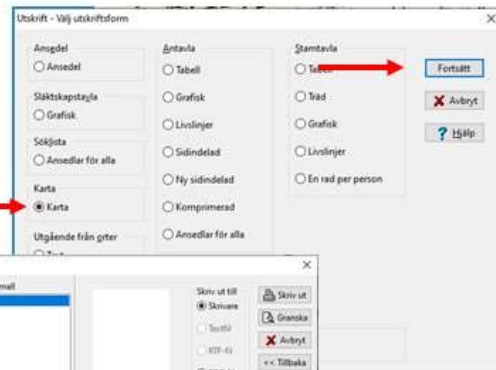 Utskrift - Välj utskriftsform
Ansedel
Ansedel
Släktskapstavla
Grafisk
Söklista
Ansedlar för alla
Karta
Karta
Utgående från orter
Antavla
Tabell
Grafisk
Livslinjer
Sidindelad
Ny sidindelad
Komprimerad
Ansedlar för alla
Stamtavla
Träd
Grafisk
Livslinjer
En rad per person
Fortsätt
Avbryt
Hjälp
Skriv ut till
Skrivare
Textfil
RTF-fil
Skriv ut
Granska
Avbryt
<< Tillbaka